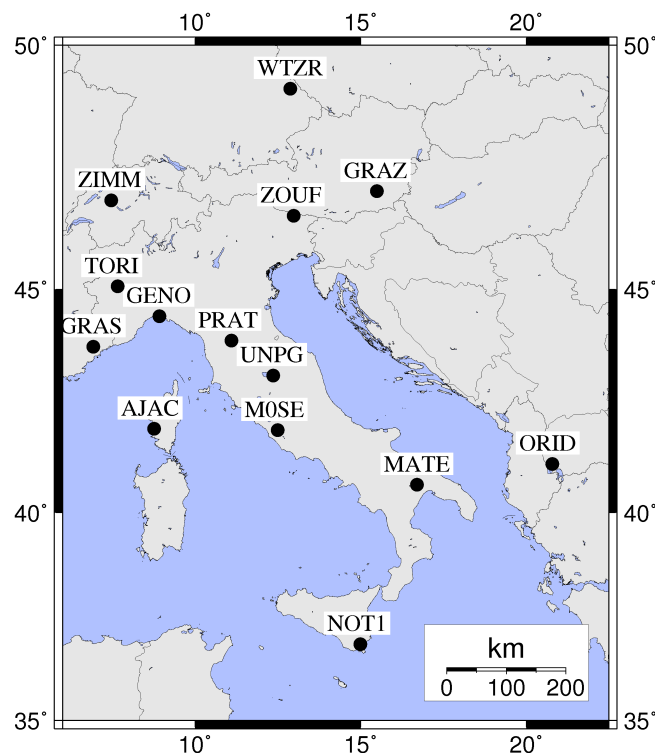 10˚ 15˚ 20˚
50˚ 50˚
WTZR
GRAZ
ZIMM
ZOUF
TORI
45˚ 45˚
GENO
GRAS PRAT
UNPG
AJAC M0SE
ORID
MATE
40˚ 40˚
NOT1
km
0 100 200
35˚ 35˚
10˚ 15˚ 20˚